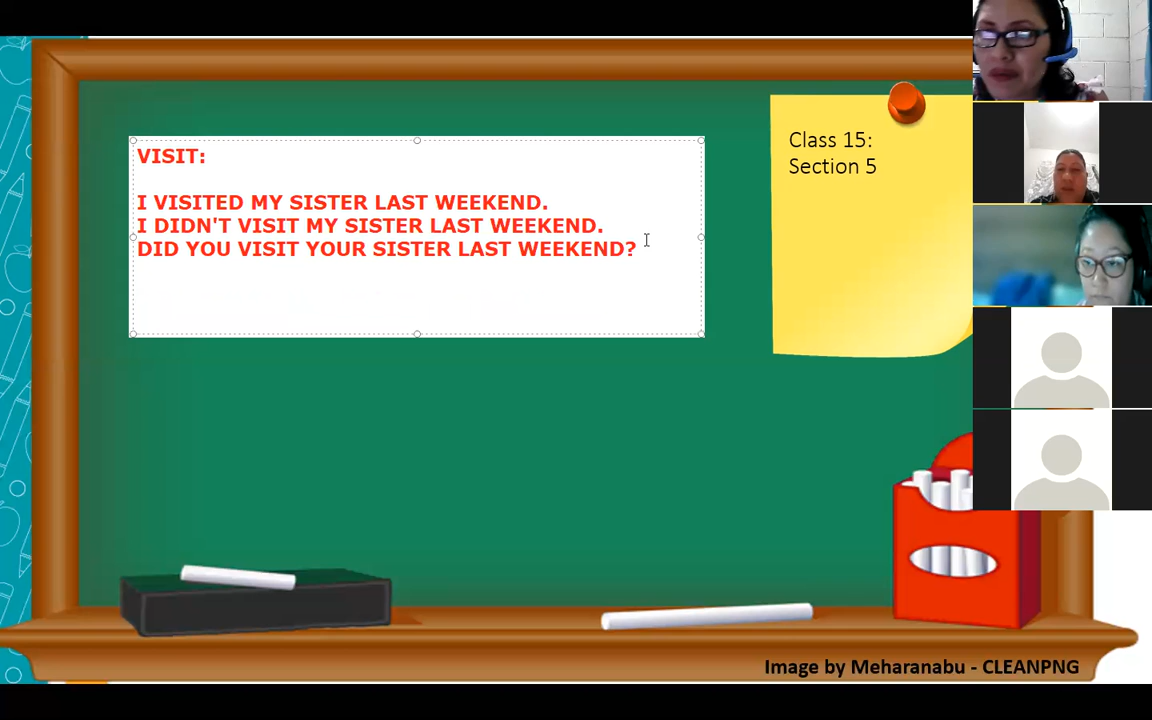 VISIT:
I VISITED MY SISTER LAST WEEKEND.
I DIDN'T VISIT MY SISTER LAST WEEKEND.
DID YOU VISIT YOUR SISTER LAST WEEKEND?
Class 15:
Section 5
Image by Meharanabu - CLEANPNG